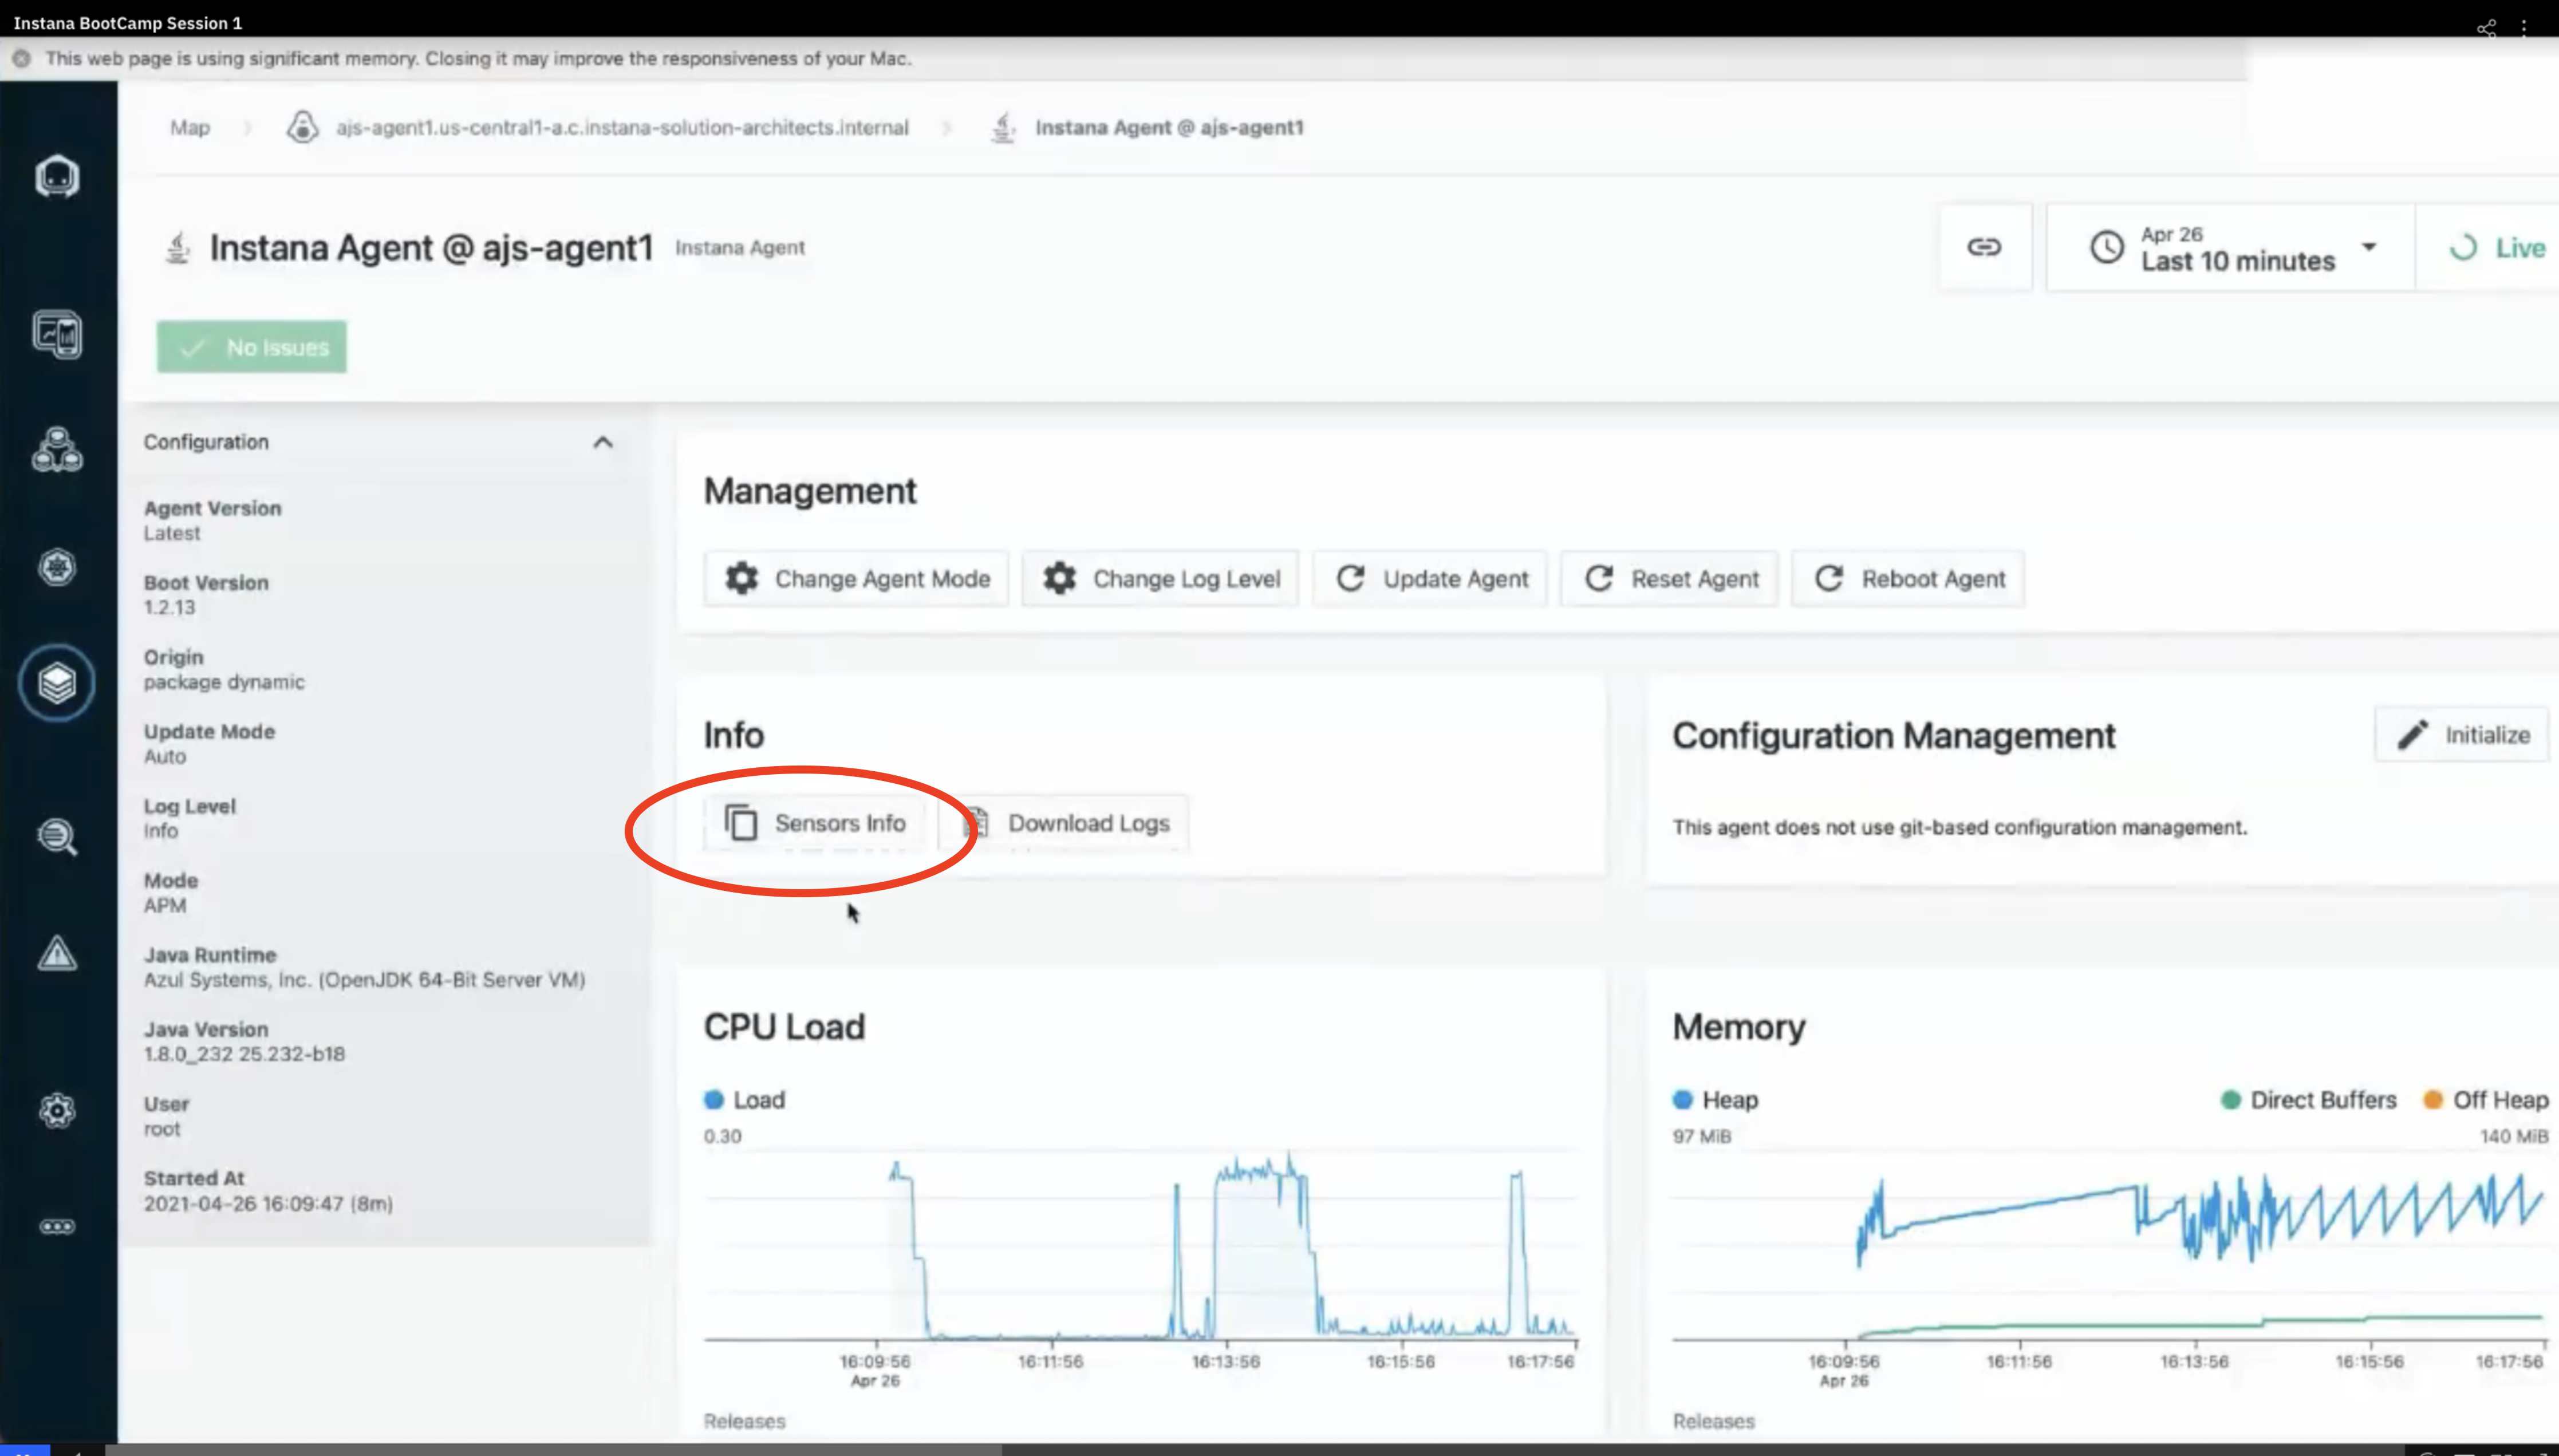 Instana BootCamp Session 1
This web page is using significant memory. Closing it may improve the responsiveness of your Mac.
Map
ajs-agent1.us-central1-a.c.instana-solution-architects.internal
Instana Agent @ ajs-agent1
Instana Agent @ ajs-agent1
Instana Agent
Apr 26
Last 10 minutes
Live
No Issues
Configuration
Agent Version
Latest
Boot Version
1.2.13
Origin
package dynamic
Update Mode
Auto
Log Level
Info
Mode
APM
Java Runtime
Azul Systems, Inc. (OpenJDK 64-Bit Server VM)
Java Version
1.8.0_232 25.232-b18
User
root
Started At
2021-04-26 16:09:47 (8m)
Management
Change Agent Mode
Change Log Level
Update Agent
Reset Agent
Reboot Agent
Info
Sensors Info
Download Logs
Configuration Management
Initialize
This agent does not use git-based configuration management.
CPU Load
Load
0.30
16:09:56
Apr 26
16:11:56
16:13:56
16:15:56
16:17:56
Releases
Memory
Heap
Direct Buffers
Off Heap
97 MiB
140 MiB
16:09:56
Apr 26
16:11:56
16:13:56
16:15:56
16:17:56
Releases